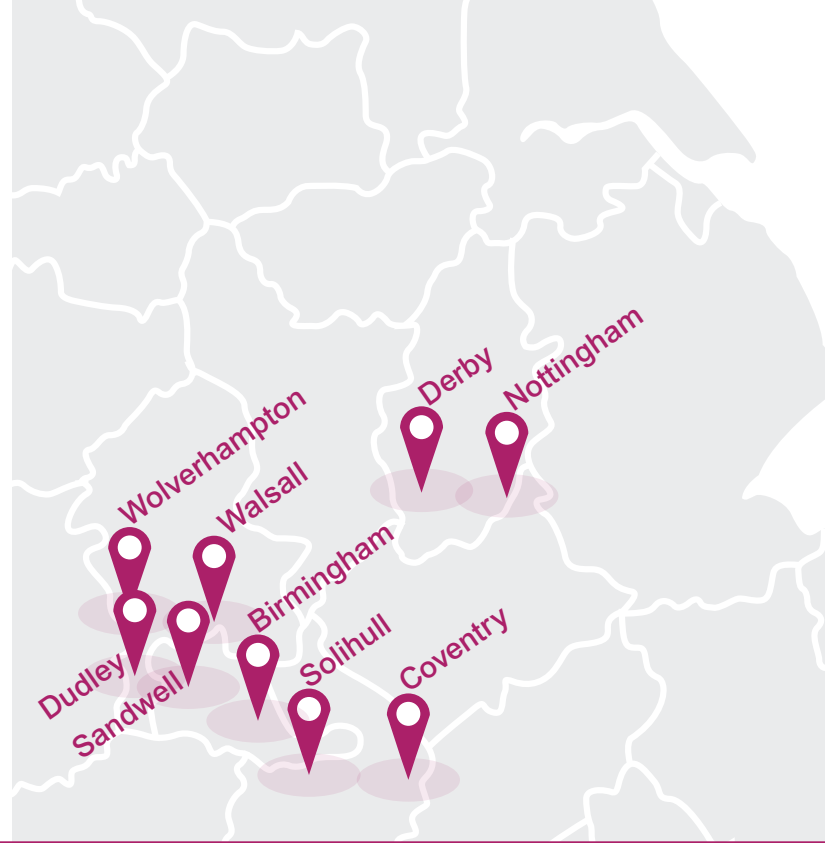 Derby
Nottingham
Wolverhampton
Walsall
Birmingham
Dudley
Sandwell
Solihull
Coventry